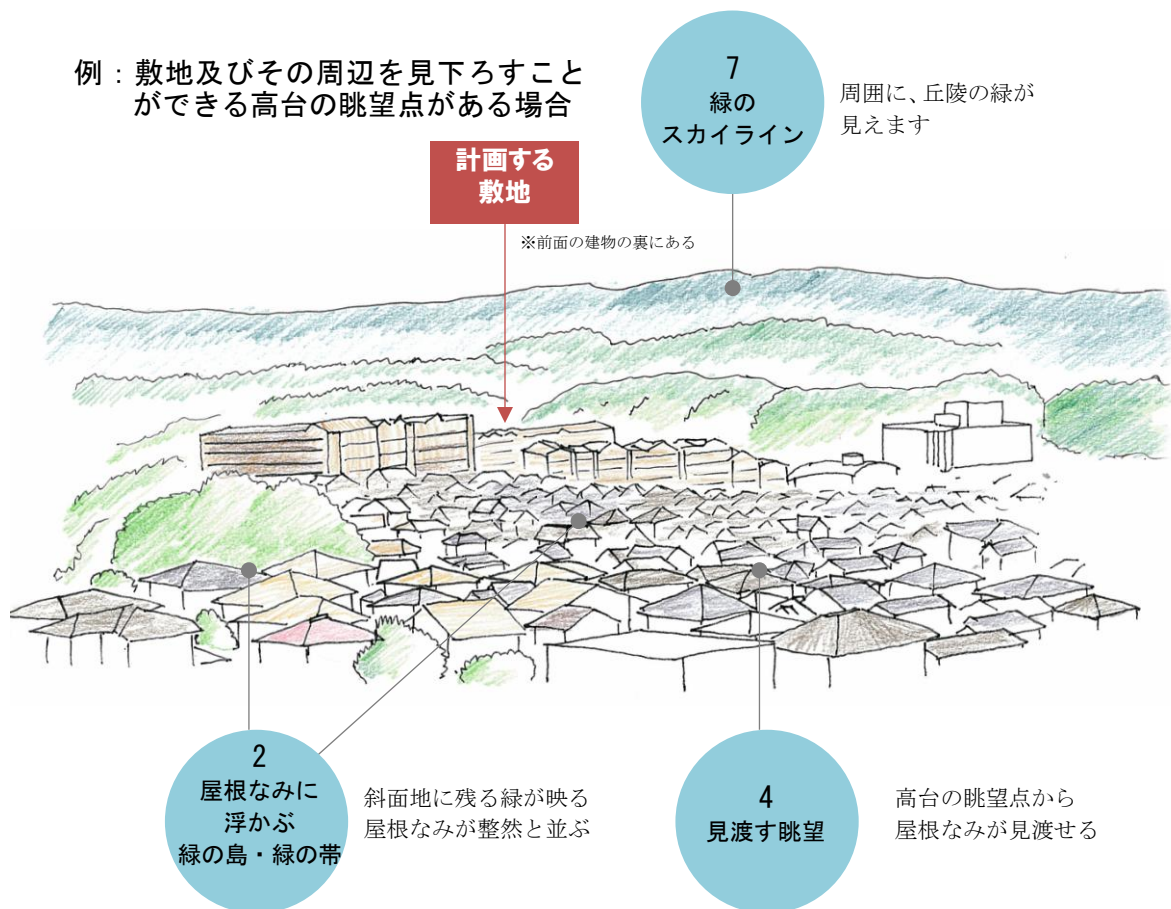 例：敷地及びその周辺を見下ろすこと
ができる高台の眺望点がある場合
7
緑の
スカイライン
周囲に、丘陵の緑が
見えます
計画する
敷地
※前面の建物の裏にある
2
屋根なみに
浮かぶ
緑の島・緑の帯
斜面地に残る緑が映る
屋根なみが整然と並ぶ
4
見渡す眺望
高台の眺望点から
屋根なみが見渡せる